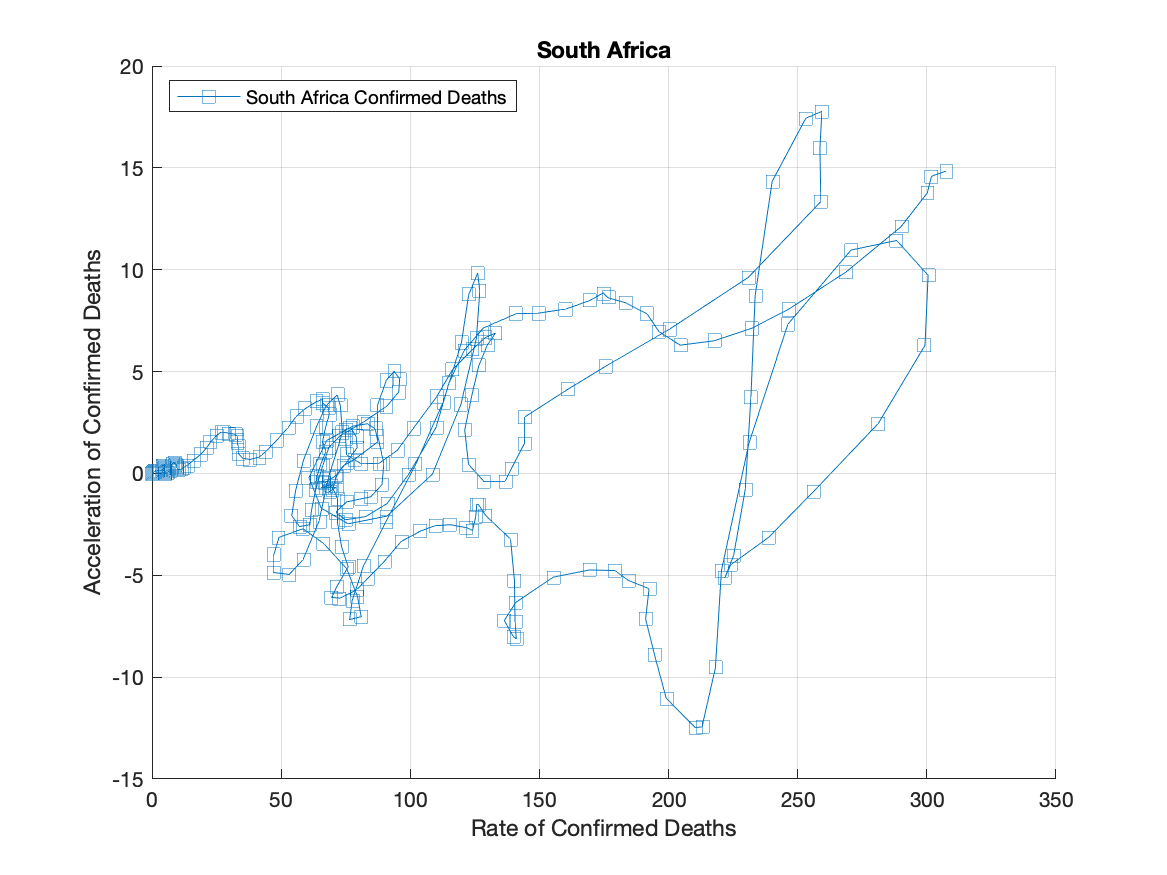 South Africa
South Africa Confirmed Deaths
20
15
10
5
0
-5
-10
-15
Acceleration of Confirmed Deaths
0 50 100 150 200 250 300 350
Rate of Confirmed Deaths